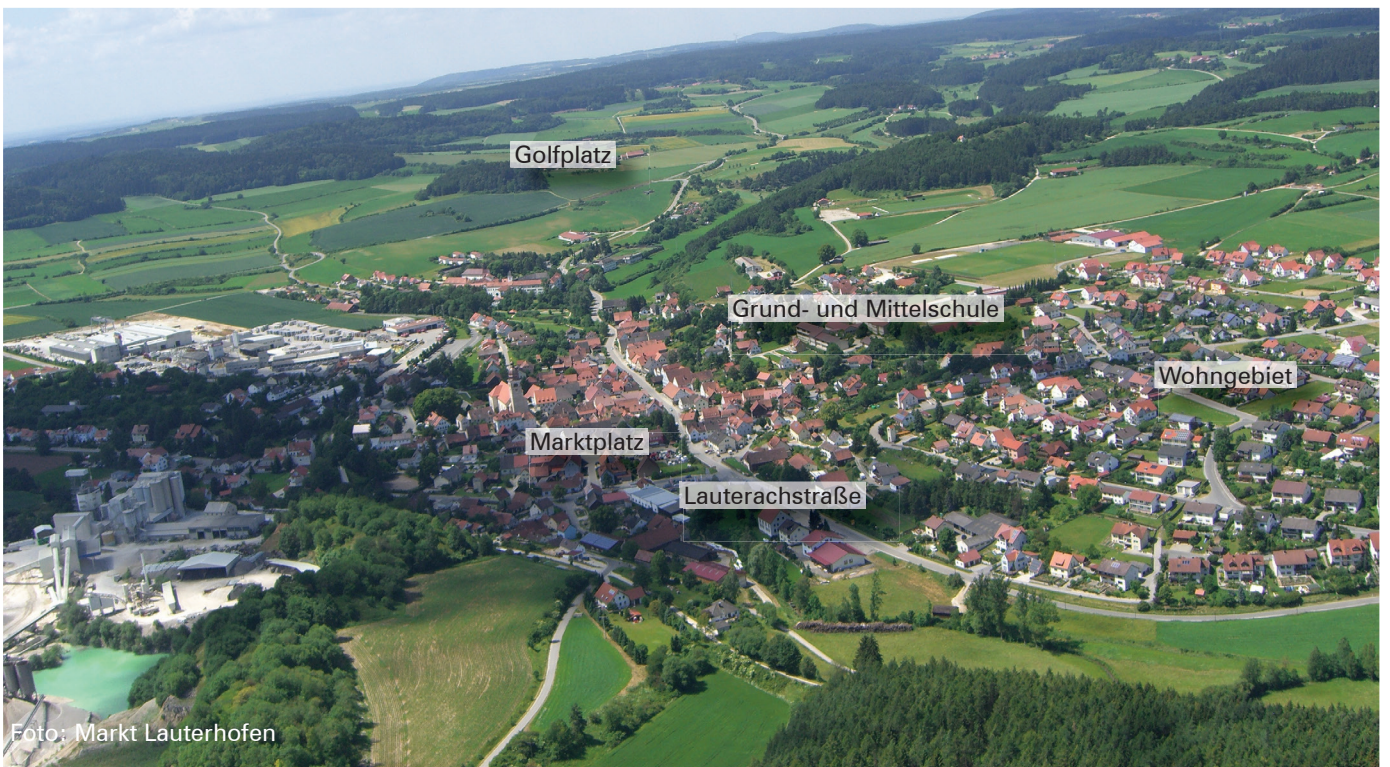 Golfplatz
Grund- und Mittelschule
Wohngebiet
Marktplatz
Lauterachstraße
Foto: Markt Lauterhofen